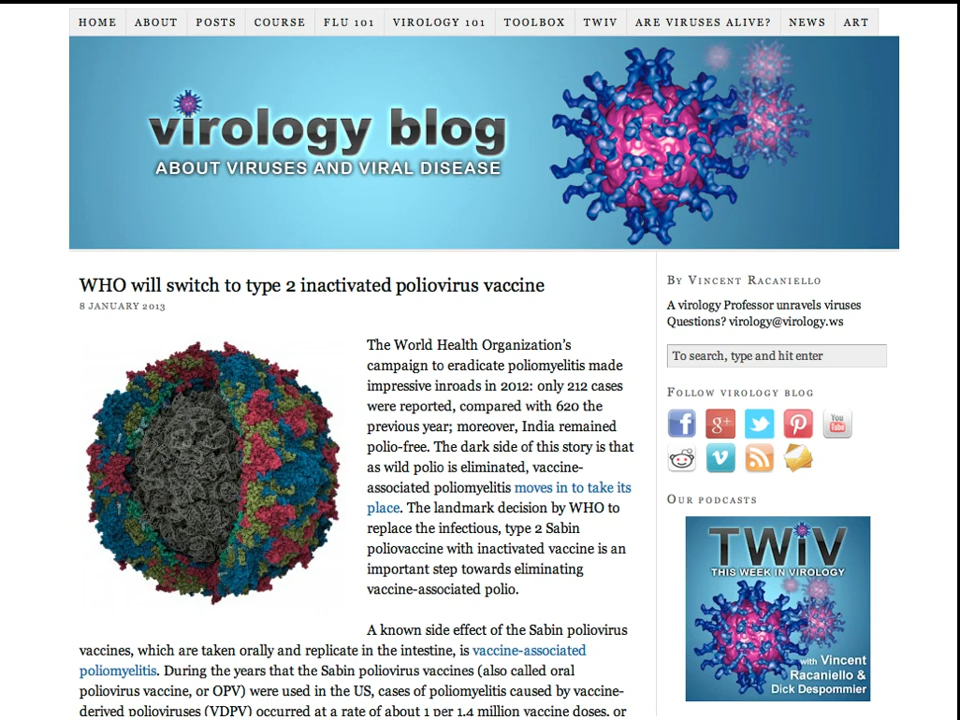 HOME ABOUT POSTS COURSE FLU 101 VIROLOGY 101 TOOLBOX TWIV ARE VIRUSES ALIVE? NEWS ART
virology blog
ABOUT VIRUSES AND VIRAL DISEASE
WHO will switch to type 2 inactivated poliovirus vaccine
8 JANUARY 2013
The World Health Organization's
campaign to eradicate poliomyelitis made
impressive inroads in 2012: only 212 cases
were reported, compared with 620 the
previous year; moreover, India remained
polio-free. The dark side of this story is that
as wild polio is eliminated, vaccine-
associated poliomyelitis moves in to take its
place. The landmark decision by WHO to
replace the infectious, type 2 Sabin
poliovaccine with inactivated vaccine is an
important step towards eliminating
vaccine-associated polio.
A known side effect of the Sabin poliovirus
vaccines, which are taken orally and replicate in the intestine, is vaccine-associated
poliomyelitis. During the years that the Sabin poliovirus vaccines (also called oral
poliovirus vaccine, or OPV) were used in the US, cases of poliomyelitis caused by vaccine-
derived polioviruses (VDPV) occurred at a rate of about 1 per 1.4 million vaccine doses, or
BY VINCENT RACANIELLO
A virology Professor unravels viruses
Questions? virology@virology.ws
To search, type and hit enter
FOLLOW VIROLOGY BLOG
f
g+
You
Tube
v
OUR PODCASTS
TWiV
THIS WEEK IN VIROLOGY
with Vincent
Racaniello &
Dick Despommier